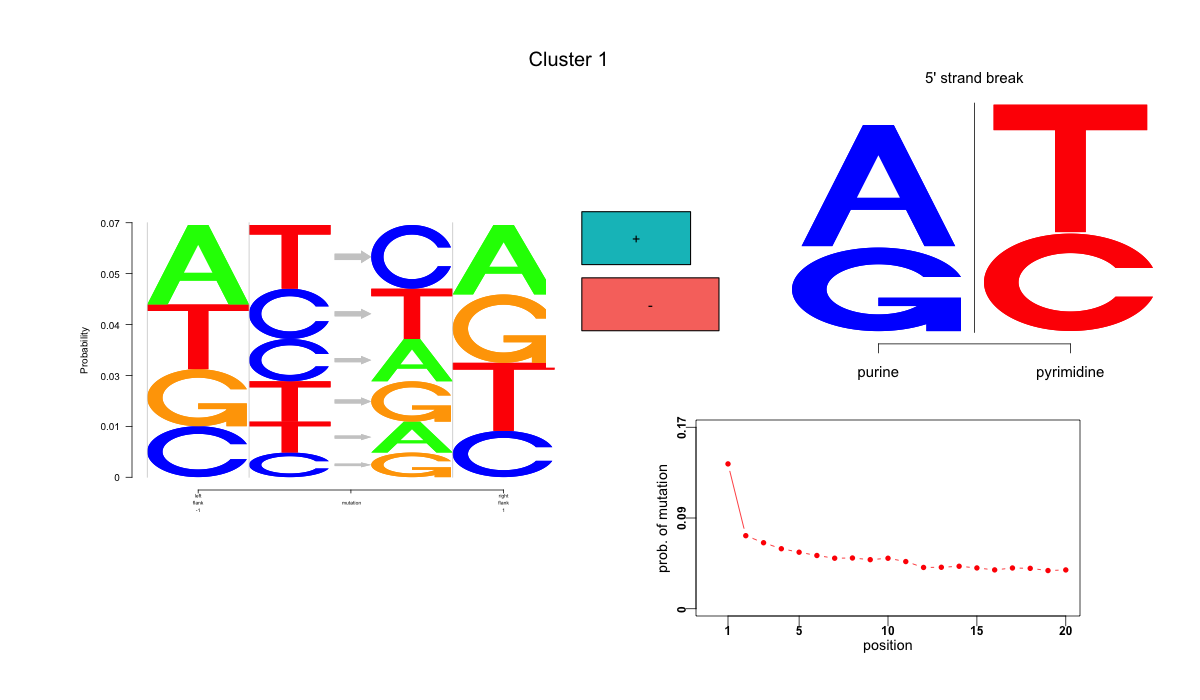 Cluster 1
5' strand break
A T
G C
purine pyrimidine
Probability
0.07
0.05
0.04
0.03
0.01
0
A T C A
T C T G
G C A T
C T G C
T A
C G
+
-
left
flank
-1
mutation
right
flank
1
prob. of mutation
0.17
0.09
0
1 5 10 15 20
position